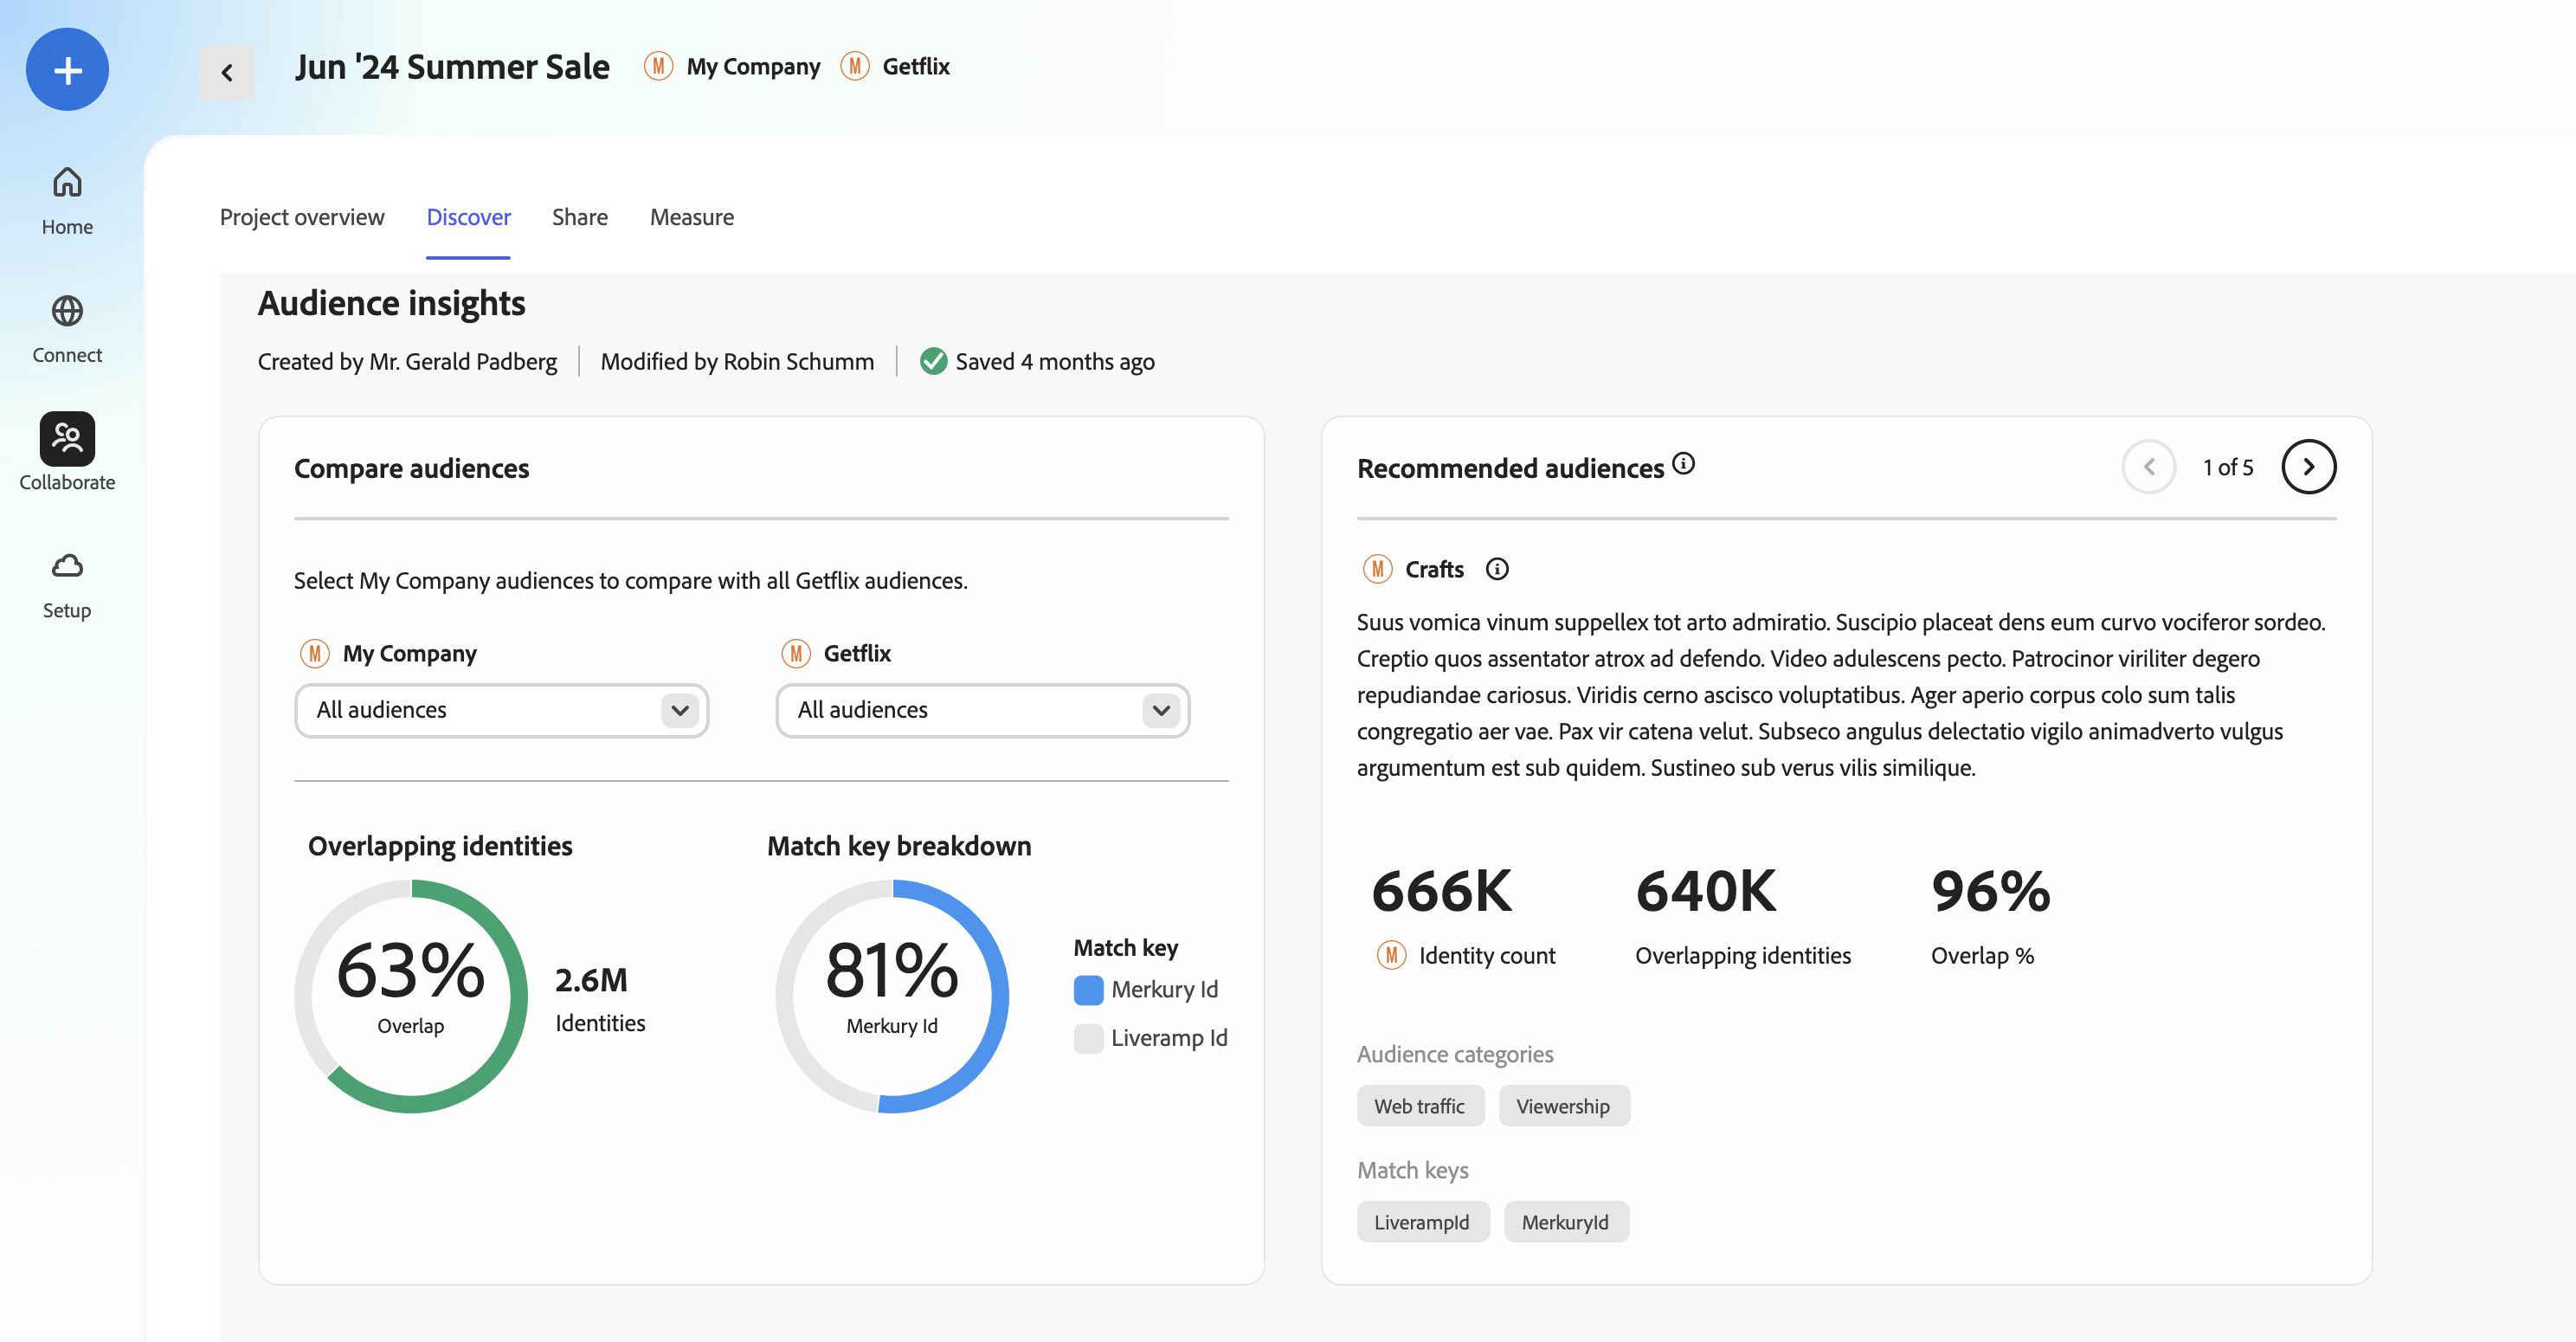 Jun '24 Summer Sale
M My Company
M Getflix
Home
Connect
Collaborate
Setup
Project overview
Discover
Share
Measure
Audience insights
Created by Mr. Gerald Padberg
Modified by Robin Schumm
Saved 4 months ago
Compare audiences
Select My Company audiences to compare with all Getflix audiences.
M My Company
All audiences
M Getflix
All audiences
Overlapping identities
63%
Overlap
2.6M
Identities
Match key breakdown
81%
Merkury Id
Match key
Merkury Id
Liveramp Id
Recommended audiences
1 of 5
M Crafts
Suus vomica vinum suppellex tot arto admiratio. Suscipio placeat dens eum curvo vociferor sordeo.
Creptio quos assentator atrox ad defendo. Video adulescens pecto. Patrocinor viriliter degero
repudiandae cariosus. Viridis cerno ascisco voluptatibus. Ager aperio corpus colo sum talis
congregatio aer vae. Pax vir catena velut. Subseco angulus delectatio vigilo animadverto vulgus
argumentum est sub quidem. Sustineo sub verus vilis similique.
666K
M Identity count
640K
Overlapping identities
96%
Overlap %
Audience categories
Web traffic
Viewership
Match keys
LiverampId
MerkuryId